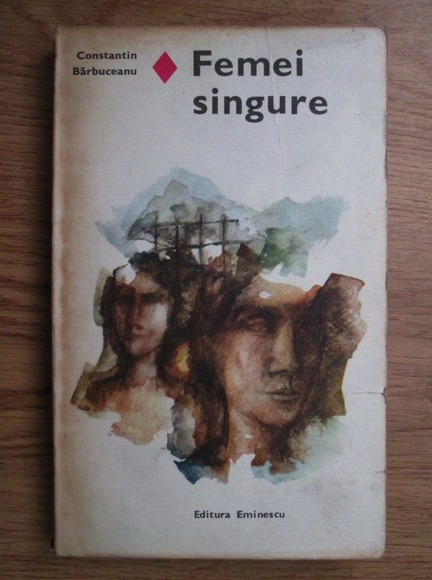 Constantin
Bărbuceanu
Femei
singure
Editura Eminescu